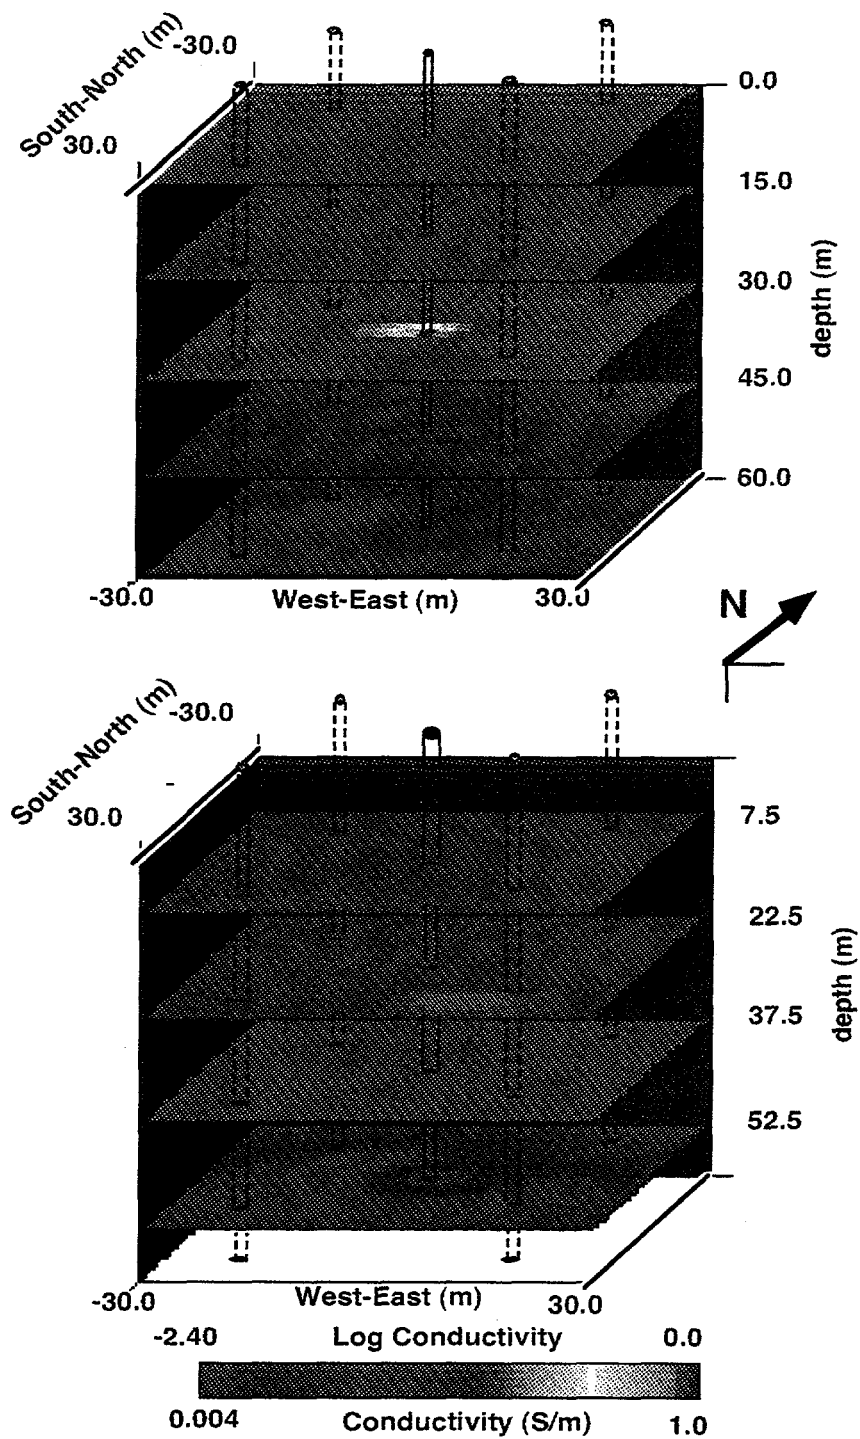 South-North (m)
-30.0
30.0
0.0
15.0
30.0
45.0
60.0
depth (m)
-30.0
West-East (m)
30.0
N
South-North (m)
-30.0
30.0
7.5
22.5
37.5
52.5
depth (m)
-30.0
West-East (m)
30.0
-2.40
Log Conductivity
0.0
0.004
Conductivity (S/m)
1.0